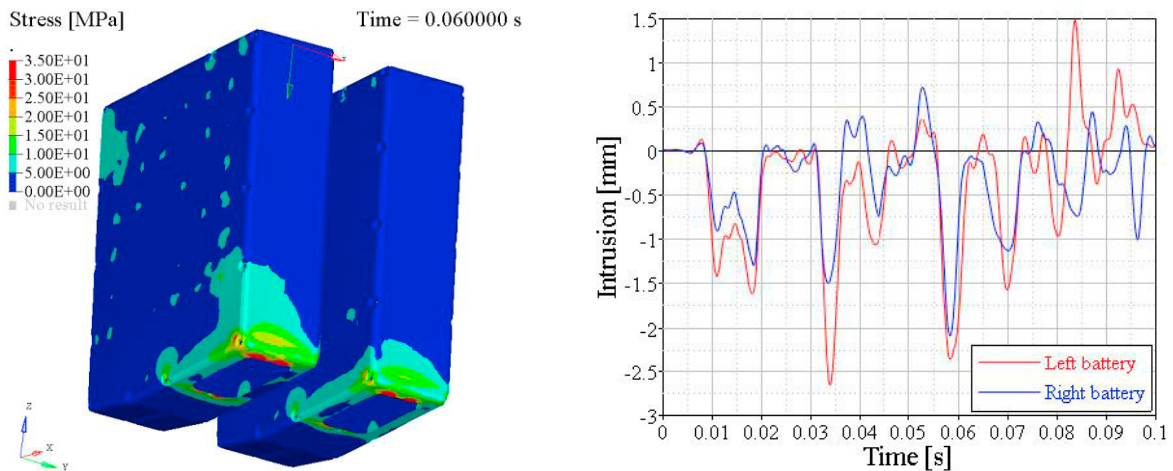 Stress [MPa]
Time = 0.060000 s
3.50E+01
3.00E+01
2.50E+01
2.00E+01
1.50E+01
1.00E+01
5.00E+00
0.00E+00
No result
x
Z
X
Y
Intrusion [mm]
1.5
1
0.5
0
-0.5
-1
-1.5
-2
-2.5
-3
Left battery
Right battery
0 0.01 0.02 0.03 0.04 0.05 0.06 0.07 0.08 0.09 0.1
Time [s]